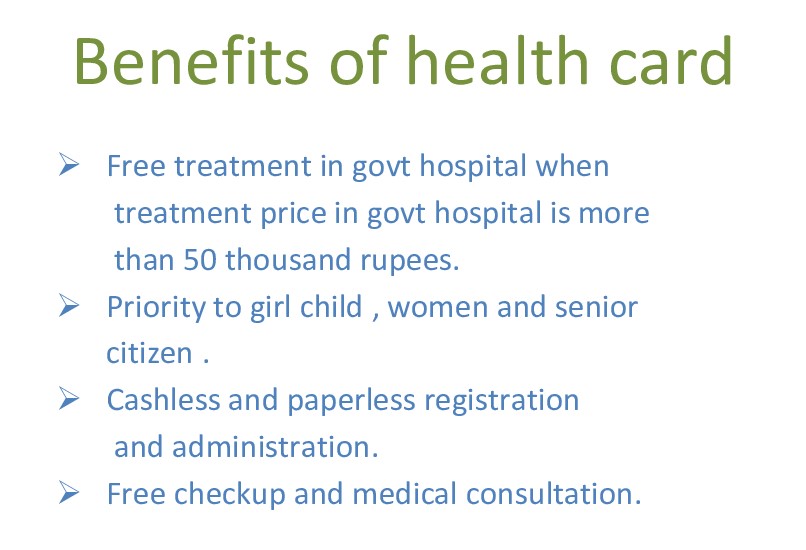 Benefits of health card
➢ Free treatment in govt hospital when
treatment price in govt hospital is more
than 50 thousand rupees.
➢ Priority to girl child , women and senior
citizen .
➢ Cashless and paperless registration
and administration.
➢ Free checkup and medical consultation.